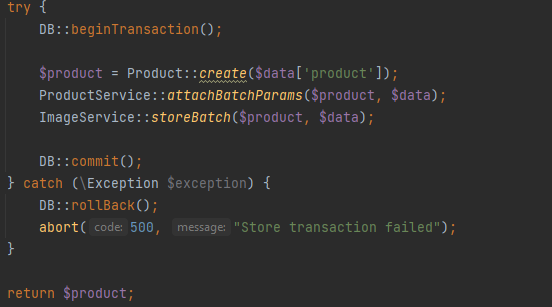 try {
DB::beginTransaction();
$product = Product::create($data['product']);
ProductService::attachBatchParams($product, $data);
ImageService::storeBatch($product, $data);
DB::commit();
} catch (\Exception $exception) {
DB::rollBack();
abort( code: 500, message: "Store transaction failed");
}
return $product;